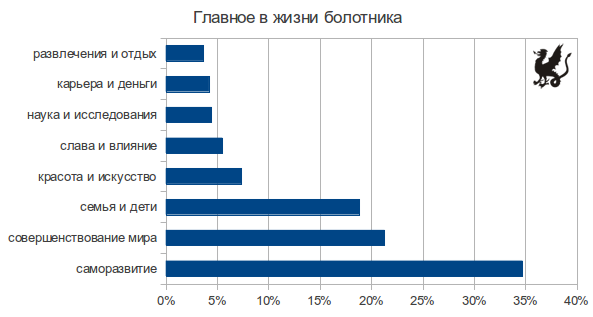 Главное в жизни болотника
развлечения и отдых
карьера и деньги
наука и исследования
слава и влияние
красота и искусство
семья и дети
совершенствование мира
саморазвитие
0% 5% 10% 15% 20% 25% 30% 35% 40%